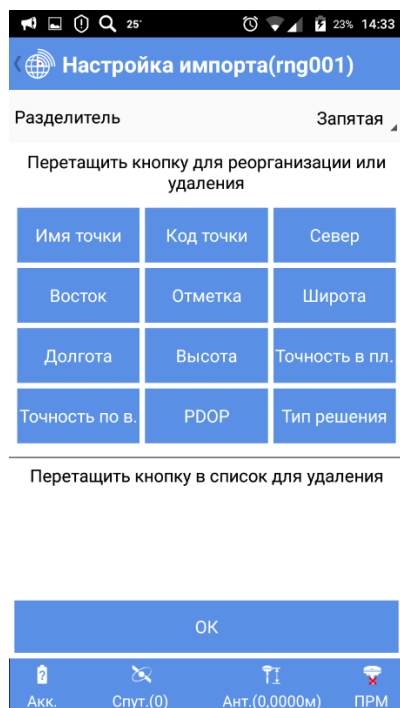 25° 23% 14:33
Настройка импорта(rng001)
Разделитель Запятая
Перетащить кнопку для реорганизации или
удаления
Имя точки Код точки Север
Восток Отметка Широта
Долгота Высота Точность в пл.
Точность по в. PDOP Тип решения
Перетащить кнопку в список для удаления
ОК
Акк. Спут.(0) Ант.(0,0000м) ПРМ